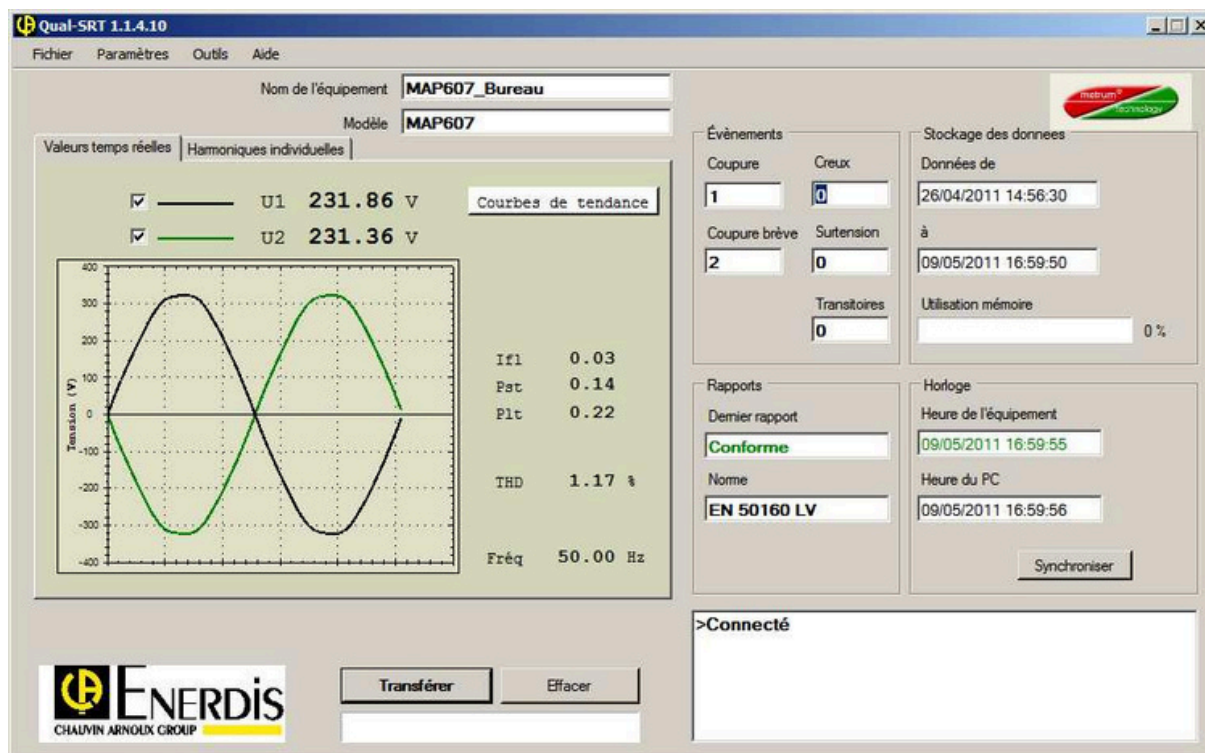 Qual-SRT 1.1.4.10
Fichier Paramètres Outils Aide
Nom de l'équipement MAP607_Bureau
Modèle MAP607
metrum® technology
Valeurs temps réelles Harmoniques individuelles
U1 231.86 V
U2 231.36 V
Courbes de tendance
Tension (V)
400
300
200
100
0
-100
-200
-300
-400
Ifl 0.03
Pst 0.14
Plt 0.22
THD 1.17 %
Fréq 50.00 Hz
Évènements
Coupure Creux
1 0
Coupure brève Surtension
2 0
Transitoires
0
Stockage des donnees
Données de
26/04/2011 14:56:30
à
09/05/2011 16:59:50
Utilisation mémoire
0 %
Rapports
Dernier rapport
Conforme
Norme
EN 50160 LV
Horloge
Heure de l'équipement
09/05/2011 16:59:55
Heure du PC
09/05/2011 16:59:56
Synchroniser
>Connecté
ENERDIS
CHAUVIN ARNOUX GROUP
Transférer Effacer